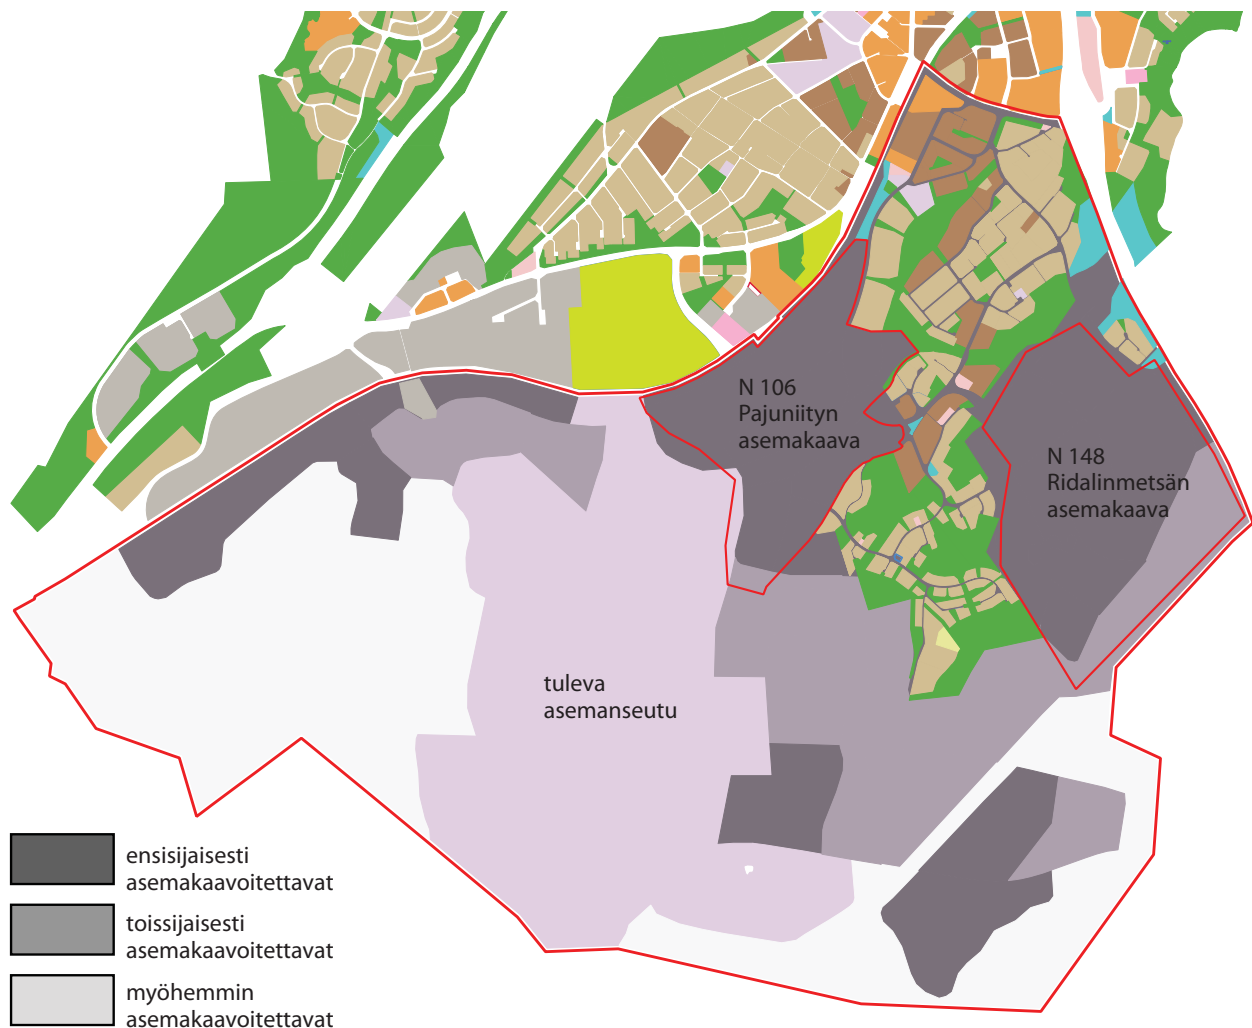 N 106
Pajuniityn
asemakaava
N 148
Ridalinmetsän
asemakaava
tuleva
asemanseutu
ensisijaisesti
asemakaavoitettavat
toissijaisesti
asemakaavoitettavat
myöhemmin
asemakaavoitettavat